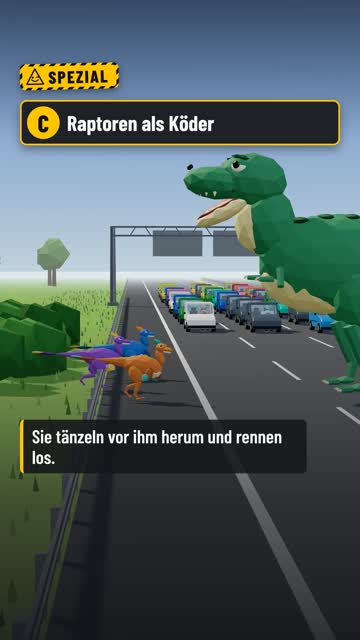 SPEZIAL
C Raptoren als Köder
Sie tänzeln vor ihm herum und rennen
los.